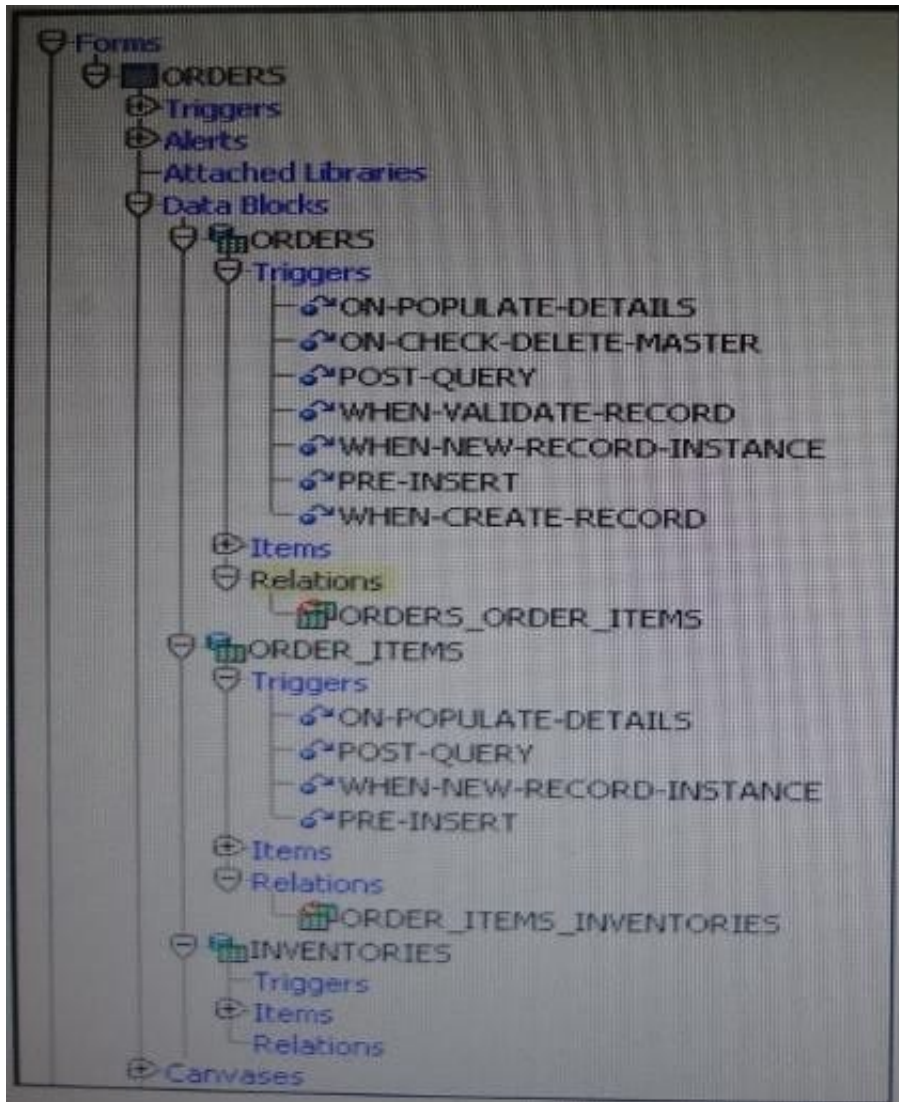 Forms
ORDERS
Triggers
Alerts
Attached Libraries
Data Blocks
ORDERS
Triggers
ON-POPULATE-DETAILS
ON-CHECK-DELETE-MASTER
POST-QUERY
WHEN-VALIDATE-RECORD
WHEN-NEW-RECORD-INSTANCE
PRE-INSERT
WHEN-CREATE-RECORD
Items
Relations
ORDERS_ORDER_ITEMS
ORDER_ITEMS
Triggers
ON-POPULATE-DETAILS
POST-QUERY
WHEN-NEW-RECORD-INSTANCE
PRE-INSERT
Items
Relations
ORDER_ITEMS_INVENTORIES
INVENTORIES
Triggers
Items
Relations
Canvases